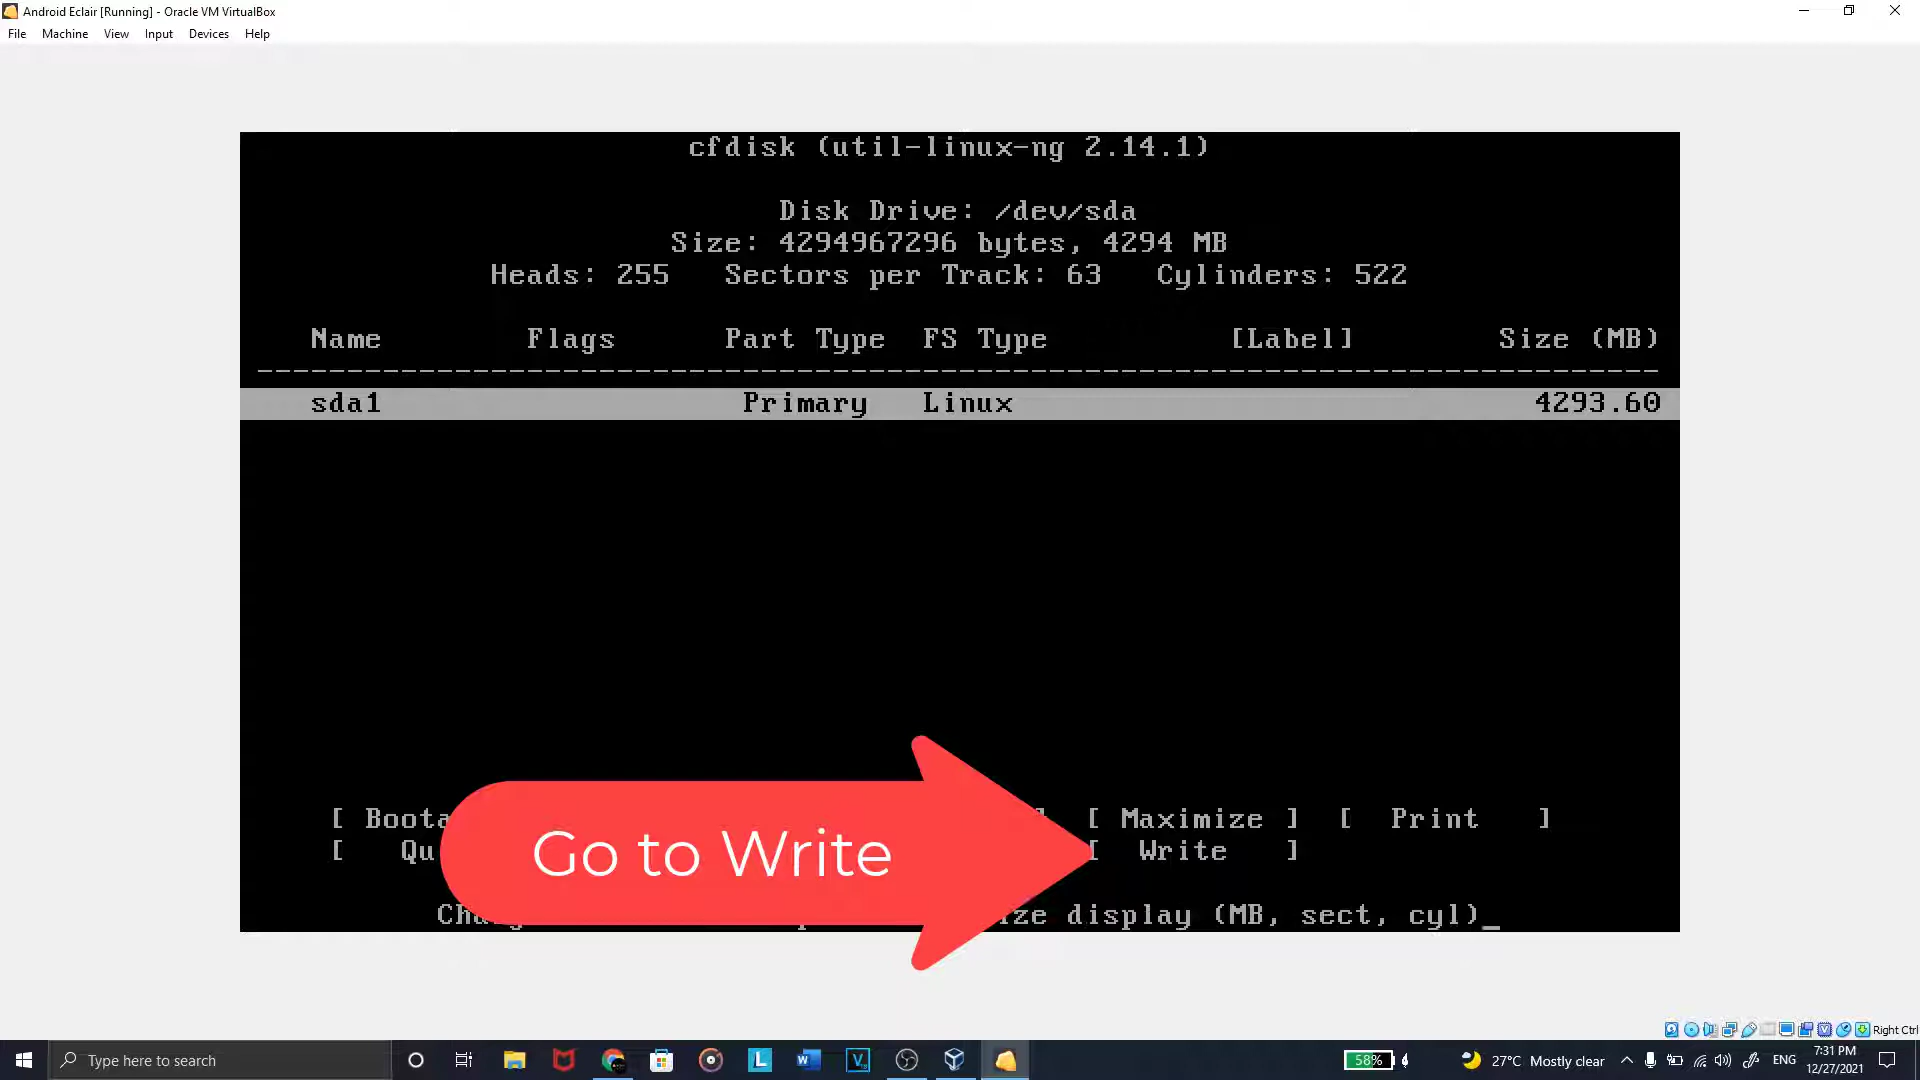 Android Eclair [Running] - Oracle VM VirtualBox
File Machine View Input Devices Help
cfdisk (util-linux-ng 2.14.1)
Disk Drive: /dev/sda
Size: 4294967296 bytes, 4294 MB
Heads: 255 Sectors per Track: 63 Cylinders: 522
Name Flags Part Type FS Type [Label] Size (MB)
sda1 Primary Linux 4293.60
[ Boota ] [ Maximize ] [ Print ]
[ Qu [ Write ]
Go to Write
display (MB, sect, cyl)_
Right Ctrl
Type here to search
58%
27°C Mostly clear
ENG
7:31 PM
12/27/2021